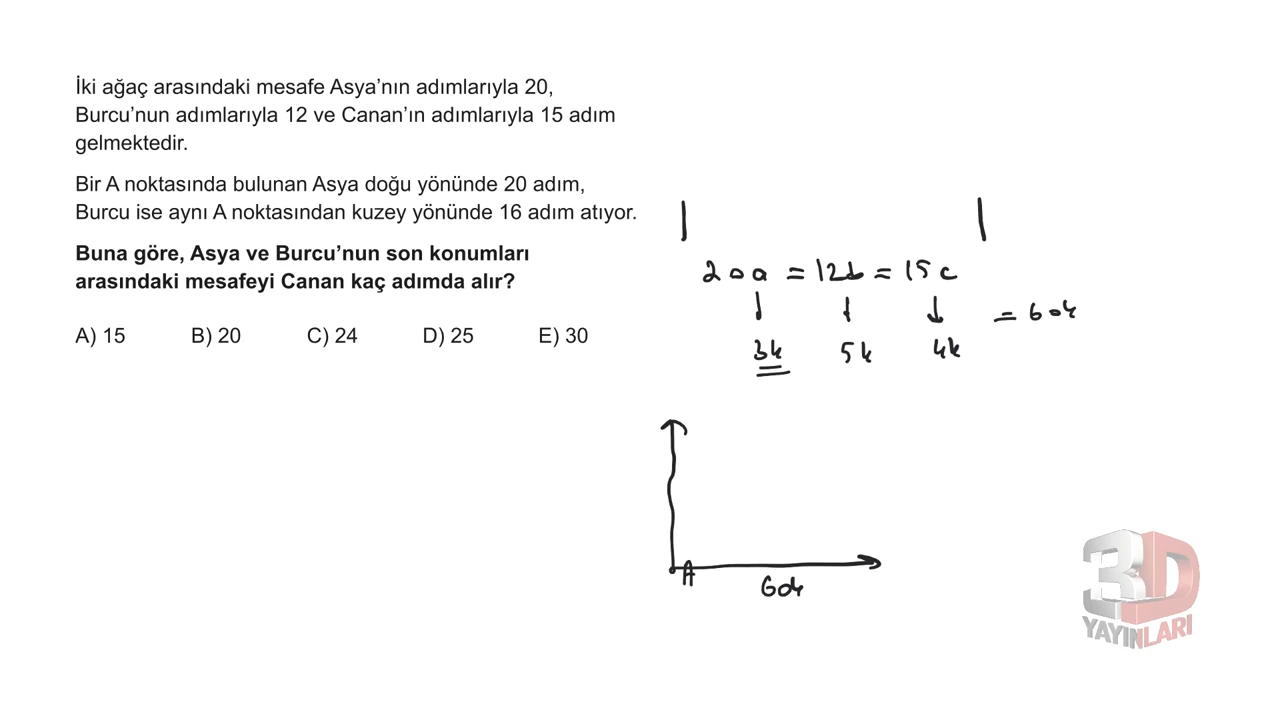 İki ağaç arasındaki mesafe Asya'nın adımlarıyla 20,
Burcu'nun adımlarıyla 12 ve Canan'ın adımlarıyla 15 adım
gelmektedir.
Bir A noktasında bulunan Asya doğu yönünde 20 adım,
Burcu ise aynı A noktasından kuzey yönünde 16 adım atıyor.
Buna göre, Asya ve Burcu'nun son konumları
arasındaki mesafeyi Canan kaç adımda alır?
A) 15 B) 20 C) 24 D) 25 E) 30
20a = 12b = 15c
= 60k
3k 5k 4k
A
60k
3D
YAYINLARI